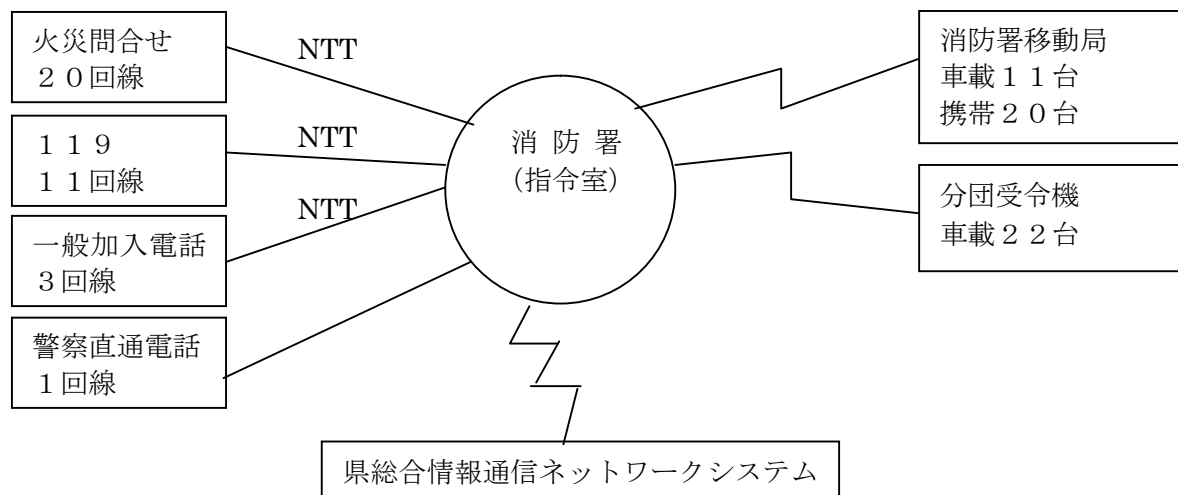 火災問合せ
２０回線
NTT
１１９
１１回線
NTT
一般加入電話
３回線
NTT
警察直通電話
１回線
消 防 署
（指令室）
消防署移動局
車載１１台
携帯２０台
分団受令機
車載２２台
県総合情報通信ネットワークシステム